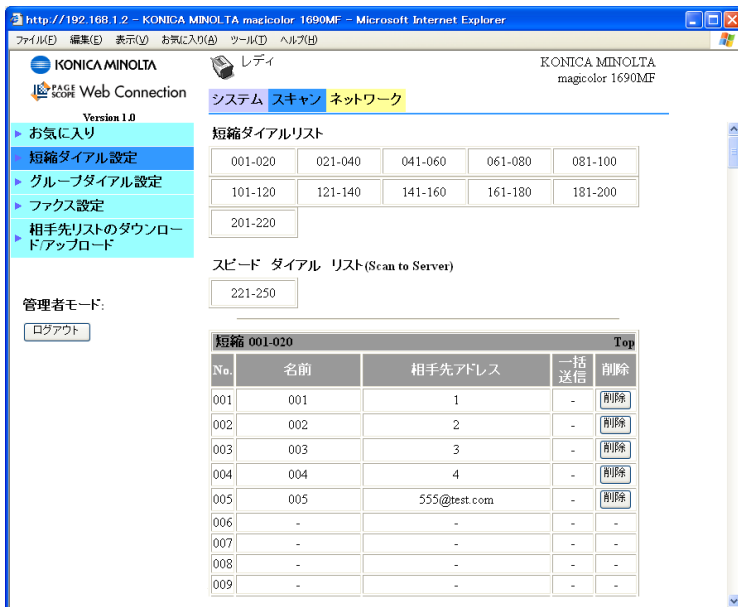 http://192.168.1.2 - KONICA MINOLTA magicolor 1690MF - Microsoft Internet Explorer
ファイル(F) 編集(E) 表示(V) お気に入り(A) ツール(T) ヘルプ(H)
KONICA MINOLTA
PAGE SCOPE Web Connection
Version 1.0
レディ
KONICA MINOLTA
magicolor 1690MF
システム スキャン ネットワーク
お気に入り
短縮ダイアル設定
グループダイアル設定
ファクス設定
相手先リストのダウンロー
ド/アップロード
管理者モード:
ログアウト
短縮ダイアルリスト
001-020 021-040 041-060 061-080 081-100
101-120 121-140 141-160 161-180 181-200
201-220
スピード ダイアル リスト(Scan to Server)
221-250
短縮 001-020 Top
No. 名前 相手先アドレス 一括送信 削除
001 001 1 - 削除
002 002 2 - 削除
003 003 3 - 削除
004 004 4 - 削除
005 005 555@test.com - 削除
006 - - - -
007 - - - -
008 - - - -
009 - - - -